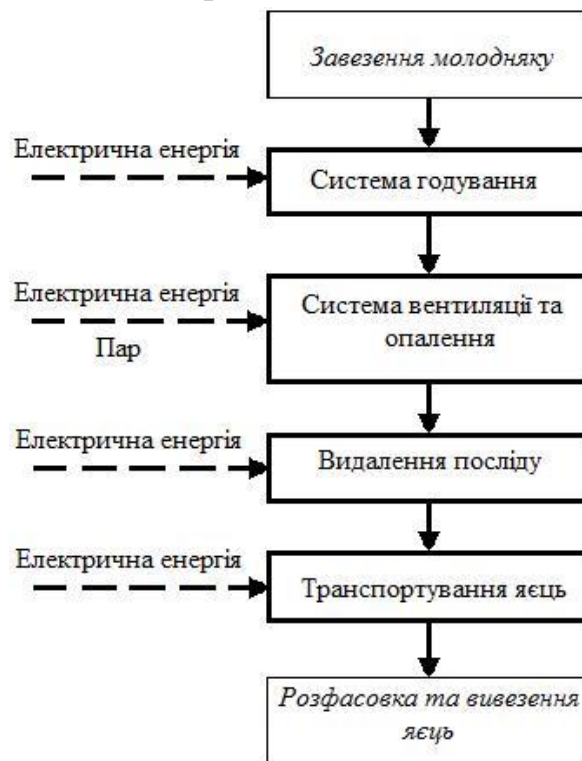 Завезення молодняку
Електрична енергія
Система годування
Електрична енергія
Пар
Система вентиляції та
опалення
Електрична енергія
Видалення посліду
Електрична енергія
Транспортування яєць
Розфасовка та вивезення
яєць